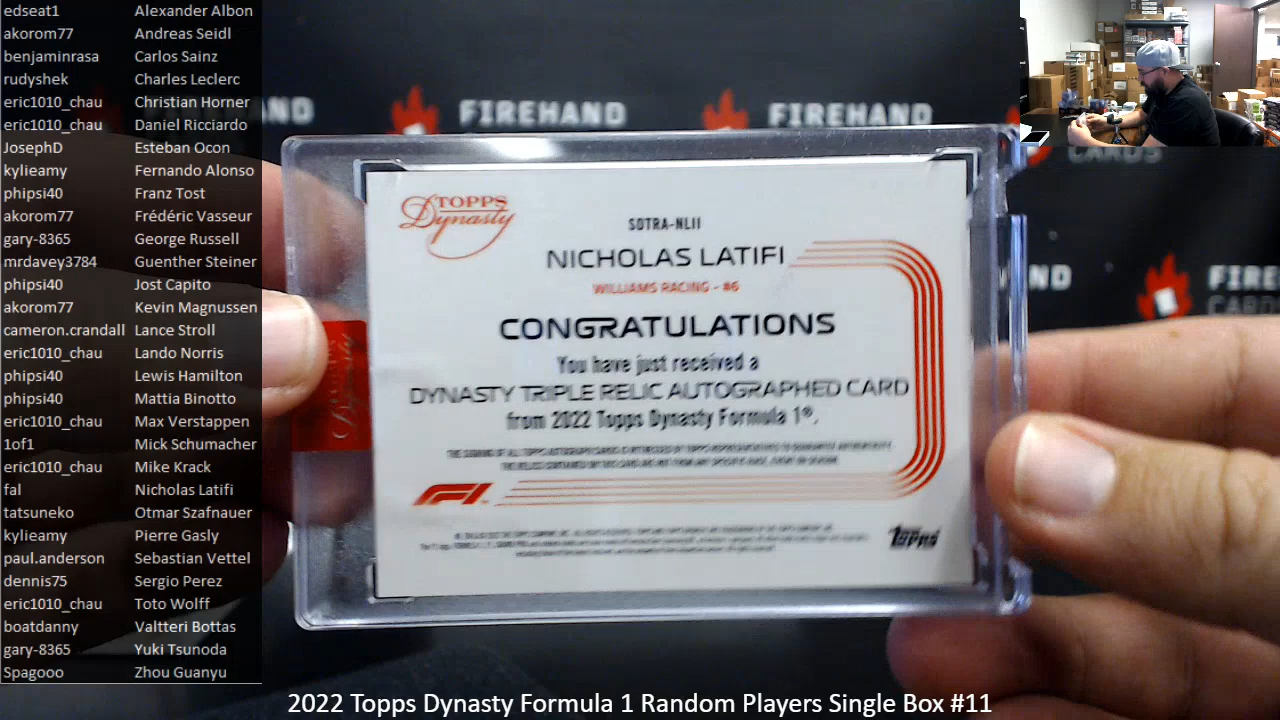 edseat1 Alexander Albon
akorom77 Andreas Seidl
benjaminrasa Carlos Sainz
rudyshek Charles Leclerc
eric1010_chau Christian Horner
eric1010_chau Daniel Ricciardo
JosephD Esteban Ocon
kylieamy Fernando Alonso
phipsi40 Franz Tost
akorom77 Frédéric Vasseur
gary-8365 George Russell
mrdavey3784 Guenther Steiner
phipsi40 Jost Capito
akorom77 Kevin Magnussen
cameron.crandall Lance Stroll
eric1010_chau Lando Norris
phipsi40 Lewis Hamilton
phipsi40 Mattia Binotto
eric1010_chau Max Verstappen
1of1 Mick Schumacher
eric1010_chau Mike Krack
fal Nicholas Latifi
tatsuneko Otmar Szafnauer
kylieamy Pierre Gasly
paul.anderson Sebastian Vettel
dennis75 Sergio Perez
eric1010_chau Toto Wolff
boatdanny Valtteri Bottas
gary-8365 Yuki Tsunoda
Spagooo Zhou Guanyu
FIREHAND FIREHAND
CARDS
TOPPS
Dynasty
SDTRA-NLII
NICHOLAS LATIFI
WILLIAMS RACING - #6
CONGRATULATIONS
You have just received a
DYNASTY TRIPLE RELIC AUTOGRAPHED CARD
from 2022 Topps Dynasty Formula 1®.
F1
Topps
2022 Topps Dynasty Formula 1 Random Players Single Box #11